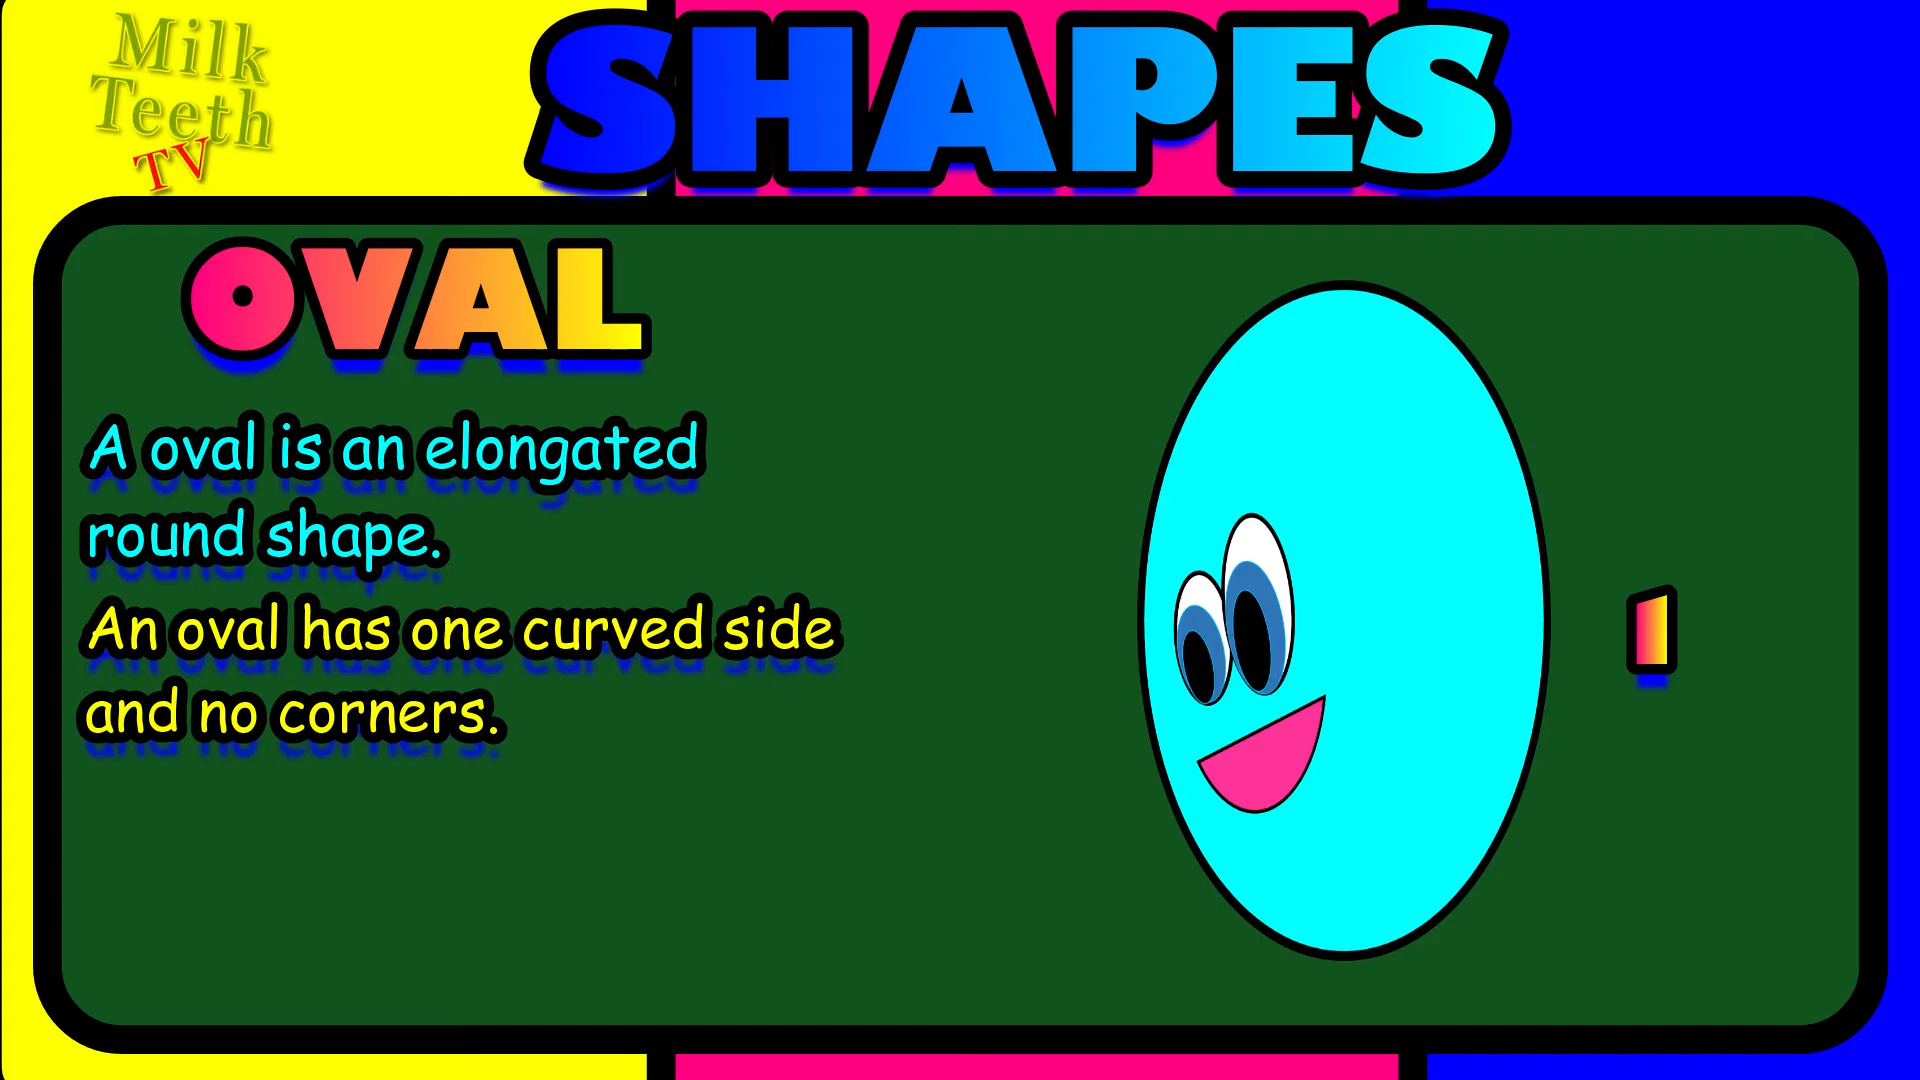 Milk
Teeth
TV
SHAPES
OVAL
A oval is an elongated
round shape.
An oval has one curved side
and no corners.
1